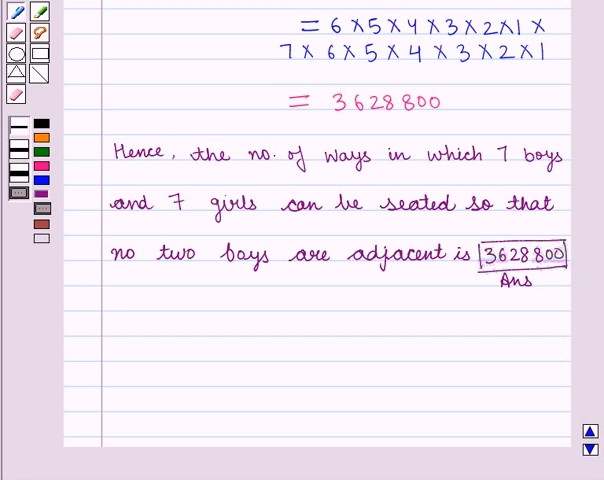 = 6 × 5 × 4 × 3 × 2 × 1 ×
7 × 6 × 5 × 4 × 3 × 2 × 1
= 3628800
Hence, the no. of ways in which 7 boys
and 7 girls can be seated so that
no two boys are adjacent is 3628800
Ans